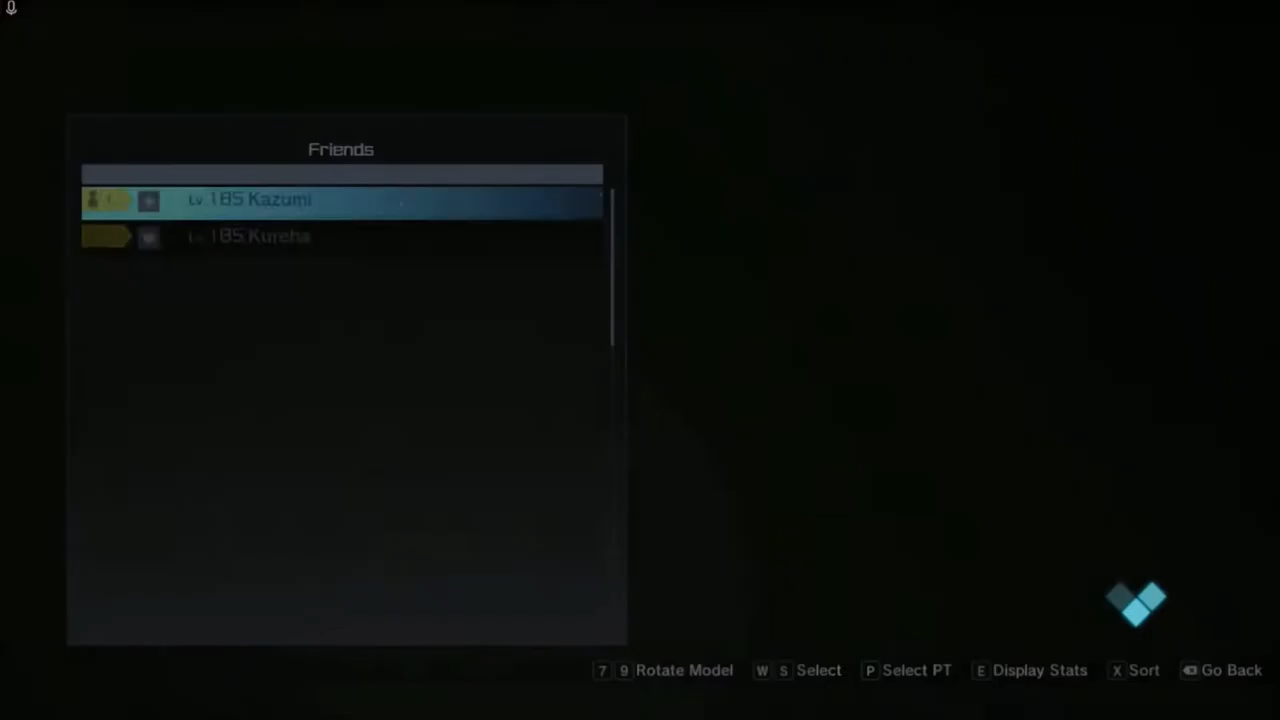 Friends
Lv. 185 Kazumi
Lv. 185 Kureha
7 9 Rotate Model W S Select P Select PT E Display Stats X Sort Go Back